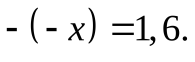 - (- x) =1,6.